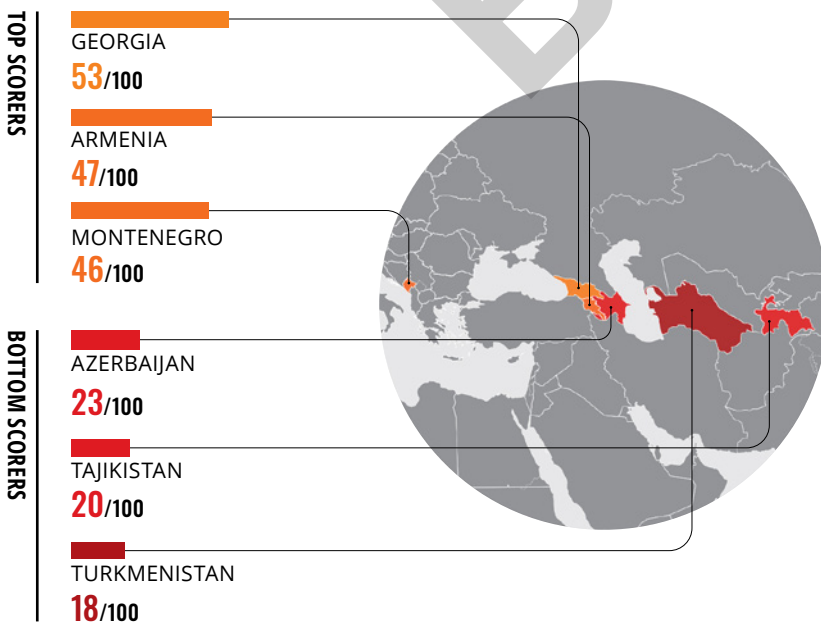 TOP SCORERS
GEORGIA
53/100
ARMENIA
47/100
MONTENEGRO
46/100
BOTTOM SCORERS
AZERBAIJAN
23/100
TAJIKISTAN
20/100
TURKMENISTAN
18/100